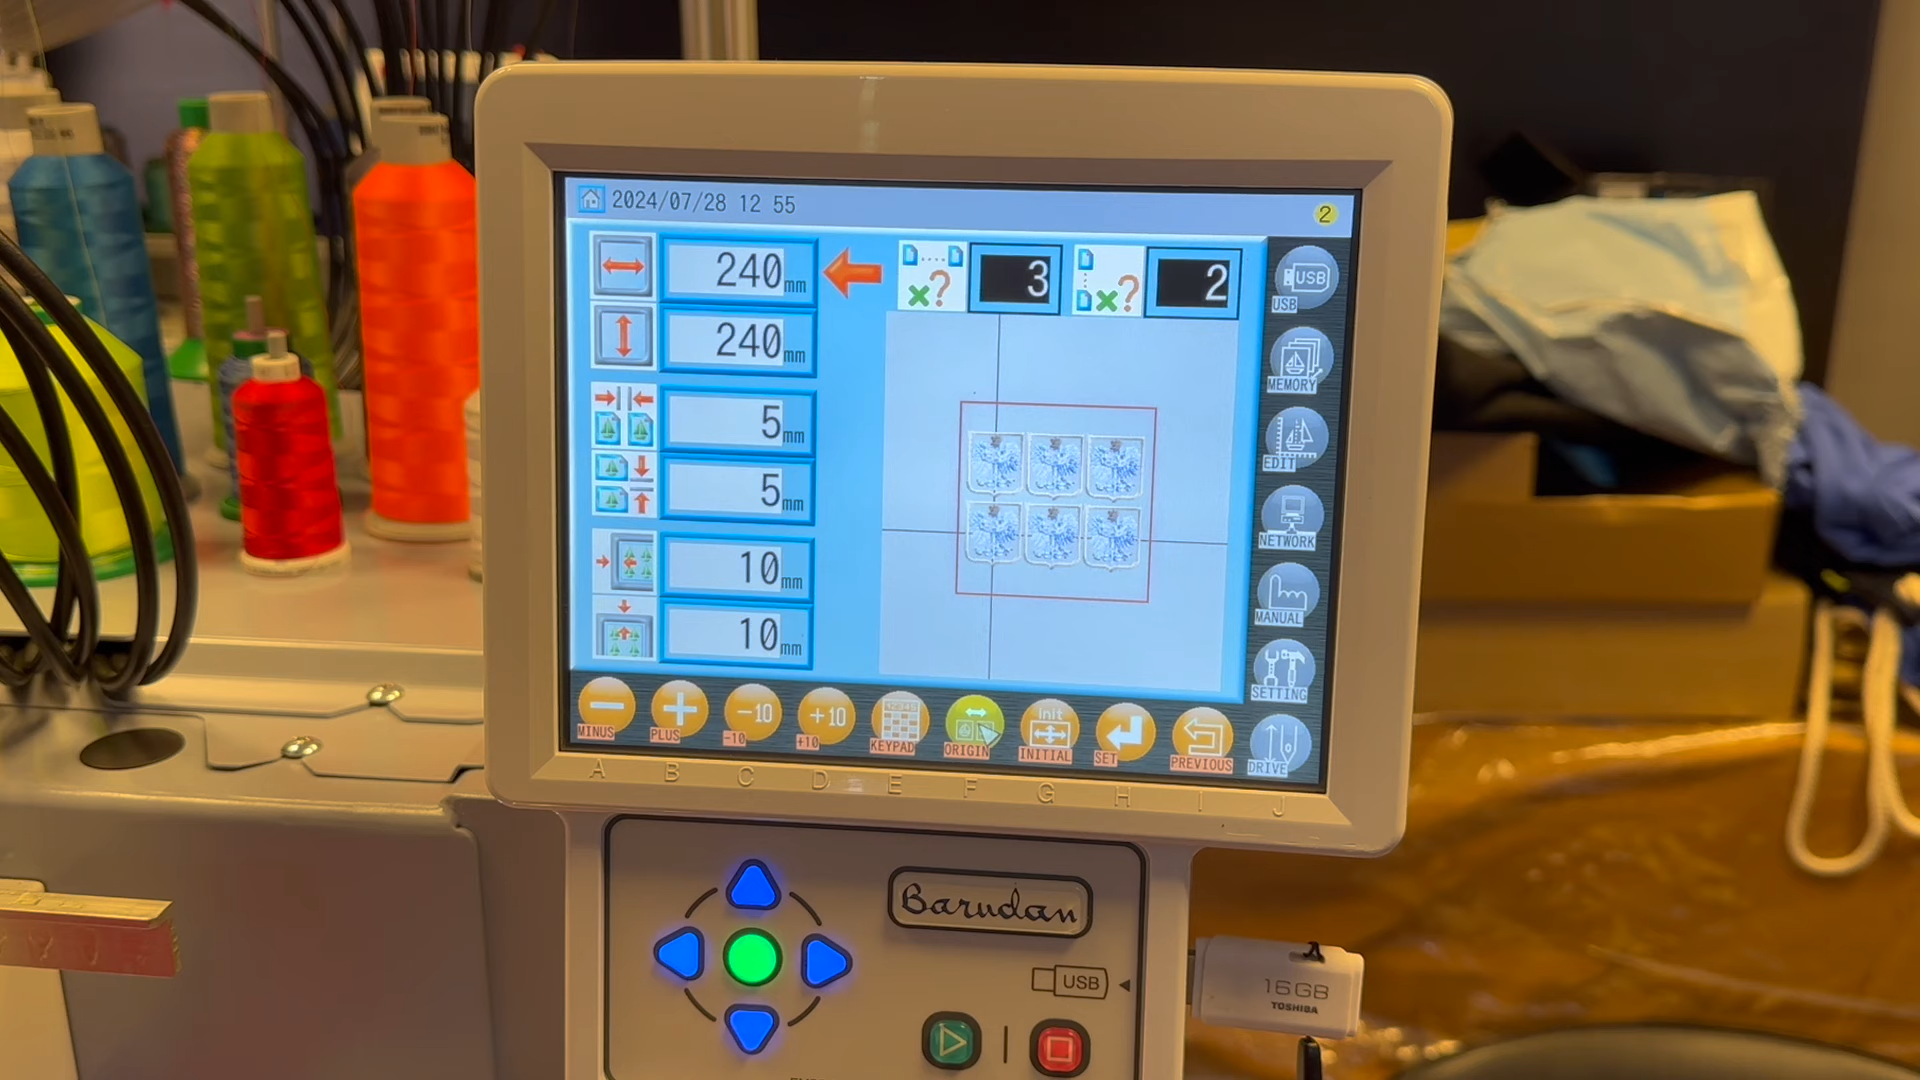 2024/07/28 12 55
2
240mm
3
2
240mm
5mm
5mm
10mm
10mm
USB
USB
MEMORY
EDIT
NETWORK
MANUAL
SETTING
DRIVE
MINUS
PLUS
-10
-10
+10
+10
KEYPAD
ORIGIN
init
INITIAL
SET
PREVIOUS
A B C D E F G H I J
Barudan
USB
16GB
TOSHIBA